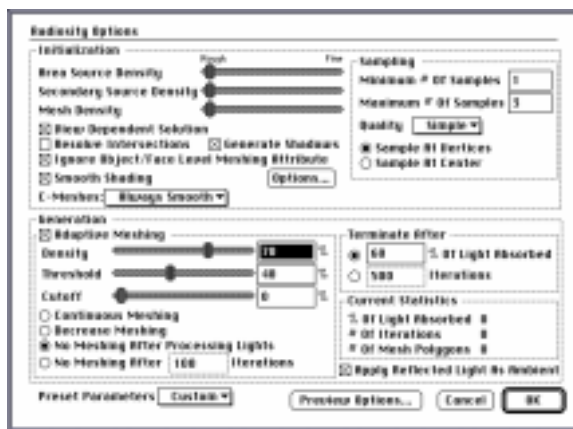 Radiosity Options
Initialization
Rough Fine
Area Source Density
Secondary Source Density
Mesh Density
View Dependent Solution
Resolve Intersections Generate Shadows
Ignore Object/Face Level Meshing Attribute
Smooth Shading Options...
C-Meshes: Always Smooth
Sampling
Minimum # Of Samples 1
Maximum # Of Samples 3
Quality Simple
Sample At Vertices
Sample At Center
Generation
Adaptive Meshing
Density 70 %
Threshold 40 %
Cutoff 0 %
Continuous Meshing
Decrease Meshing
No Meshing After Processing Lights
No Meshing After 100 Iterations
Terminate After
60 % Of Light Absorbed
500 Iterations
Current Statistics
% Of Light Absorbed 0
# Of Iterations 0
# Of Mesh Polygons 0
Apply Reflected Light As Ambient
Preset Parameters Custom Preview Options... Cancel OK